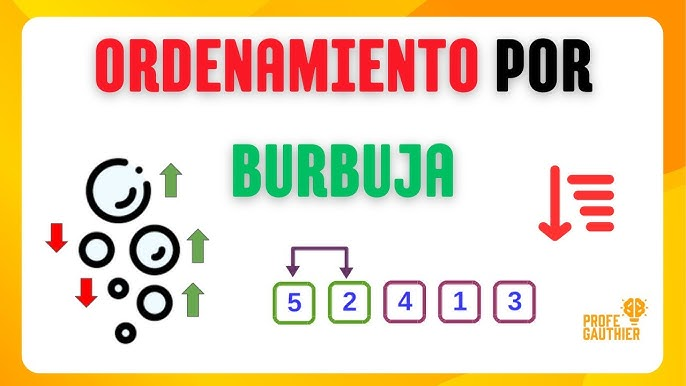 ORDENAMIENTO POR
BURBUJA
5 2 4 1 3
PROFE
GAUTHIER